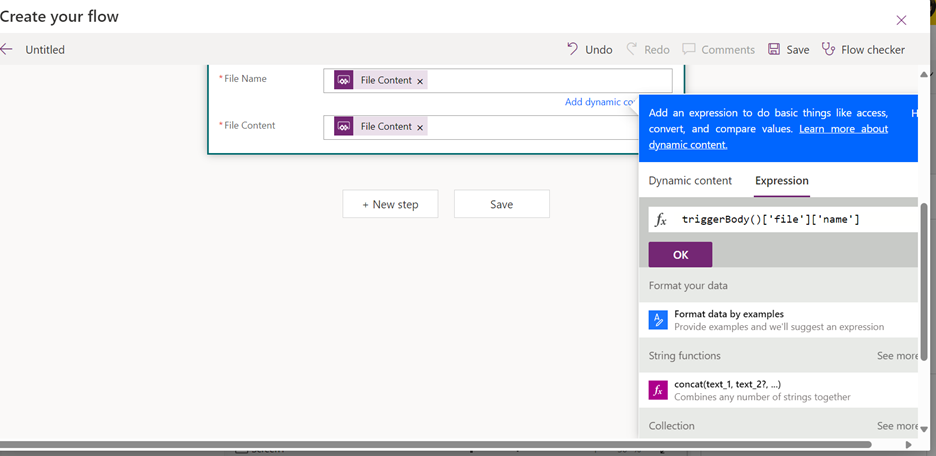 Create your flow
Untitled
Undo
Redo
Comments
Save
Flow checker
* File Name
File Content
Add dynamic co
* File Content
File Content
+ New step
Save
Add an expression to do basic things like access,
convert, and compare values. Learn more about
dynamic content.
H
Dynamic content
Expression
fx triggerBody()['file']['name']
OK
Format your data
Format data by examples
Provide examples and we'll suggest an expression
String functions
See more
fx concat(text_1, text_2?, ...)
Combines any number of strings together
Collection
See more